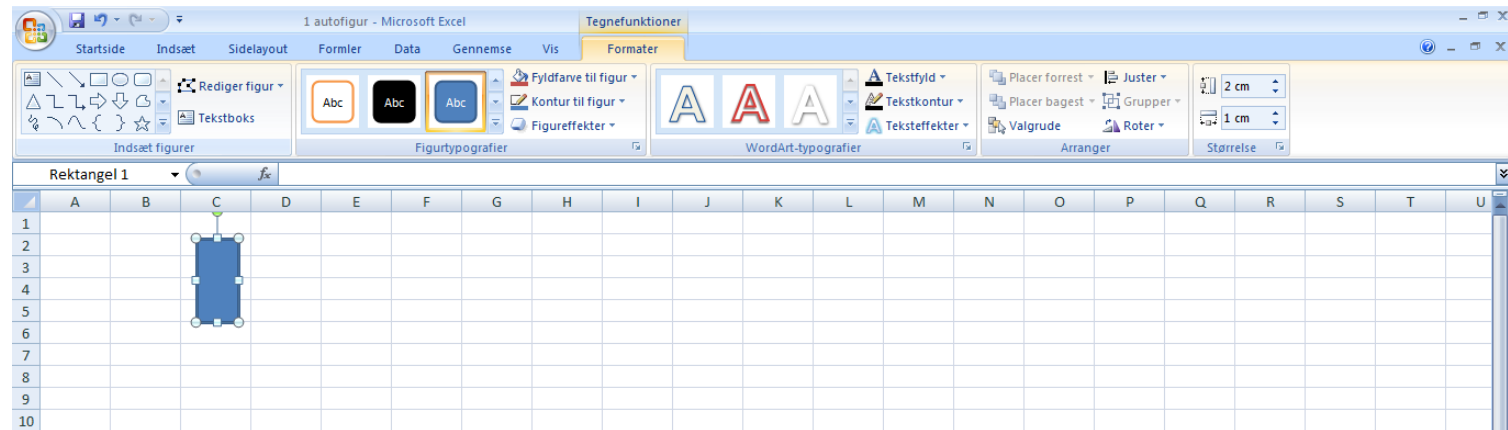 1 autofigur - Microsoft Excel Tegnefunktioner
Startside Indsæt Sidelayout Formler Data Gennemse Vis Formater
Rediger figur
Tekstboks
Indsæt figurer
Abc Abc Abc
Fyldfarve til figur
Kontur til figur
Figureffekter
Figurtypografier
A A A
Tekstfyld
Tekstkontur
Teksteffekter
WordArt-typografier
Placer forrest Juster
Placer bagest Grupper
Valgrude Roter
Arranger
2 cm
1 cm
Størrelse
Rektangel 1 fx
A B C D E F G H I J K L M N O P Q R S T U
1
2
3
4
5
6
7
8
9
10